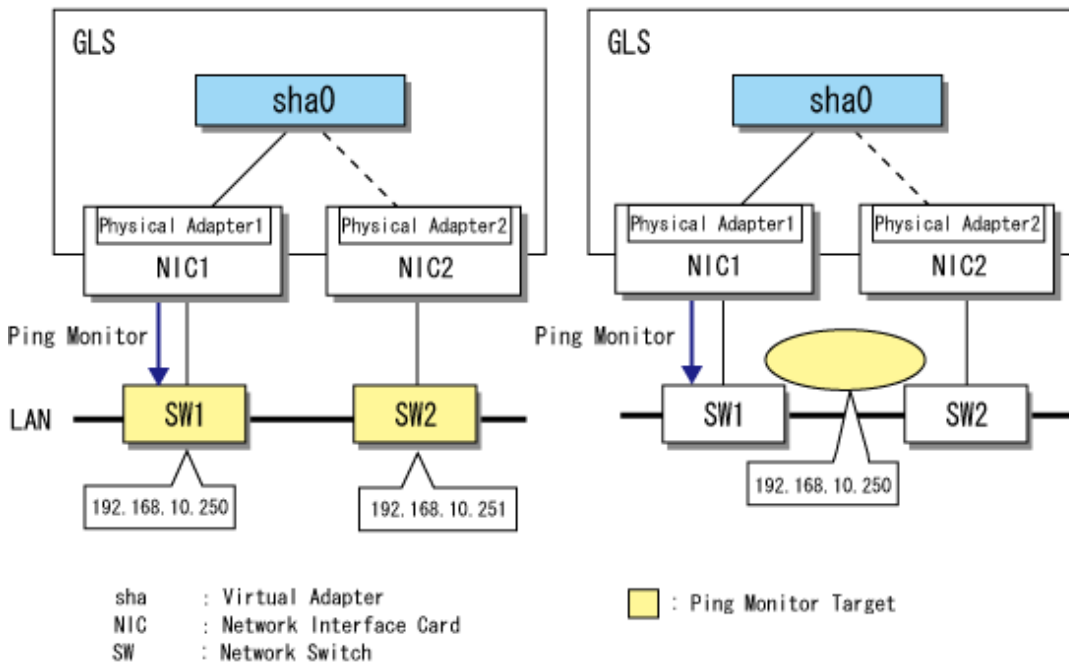 GLS
sha0
Physical Adapter1
Physical Adapter2
NIC1
NIC2
Ping Monitor
LAN
SW1
SW2
192.168.10.250
192.168.10.251
GLS
sha0
Physical Adapter1
Physical Adapter2
NIC1
NIC2
Ping Monitor
SW1
SW2
192.168.10.250
sha : Virtual Adapter
NIC : Network Interface Card
SW : Network Switch
: Ping Monitor Target